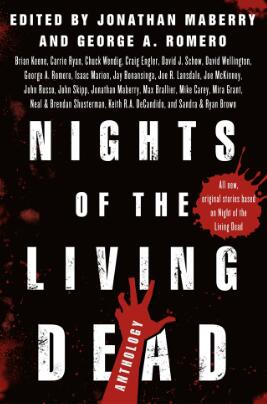 EDITED BY JONATHAN MABERRY
AND GEORGE A. ROMERO
Brian Keene, Carrie Ryan, Chuck Wendig, Craig Engler, David J. Schow, David Wellington,
George A. Romero, Isaac Marion, Jay Bonansinga, Joe R. Lansdale, Joe McKinney,
John Russo, John Skipp, Jonathan Maberry, Max Brallier, Mike Carey, Mira Grant,
Neal & Brendan Shusterman, Keith R.A. DeCandido, and Sandra & Ryan Brown
NIGHTS
OF THE
All new,
original stories based
on Night of the
Living Dead
LIVING
DEAD
ANTHOLOGY